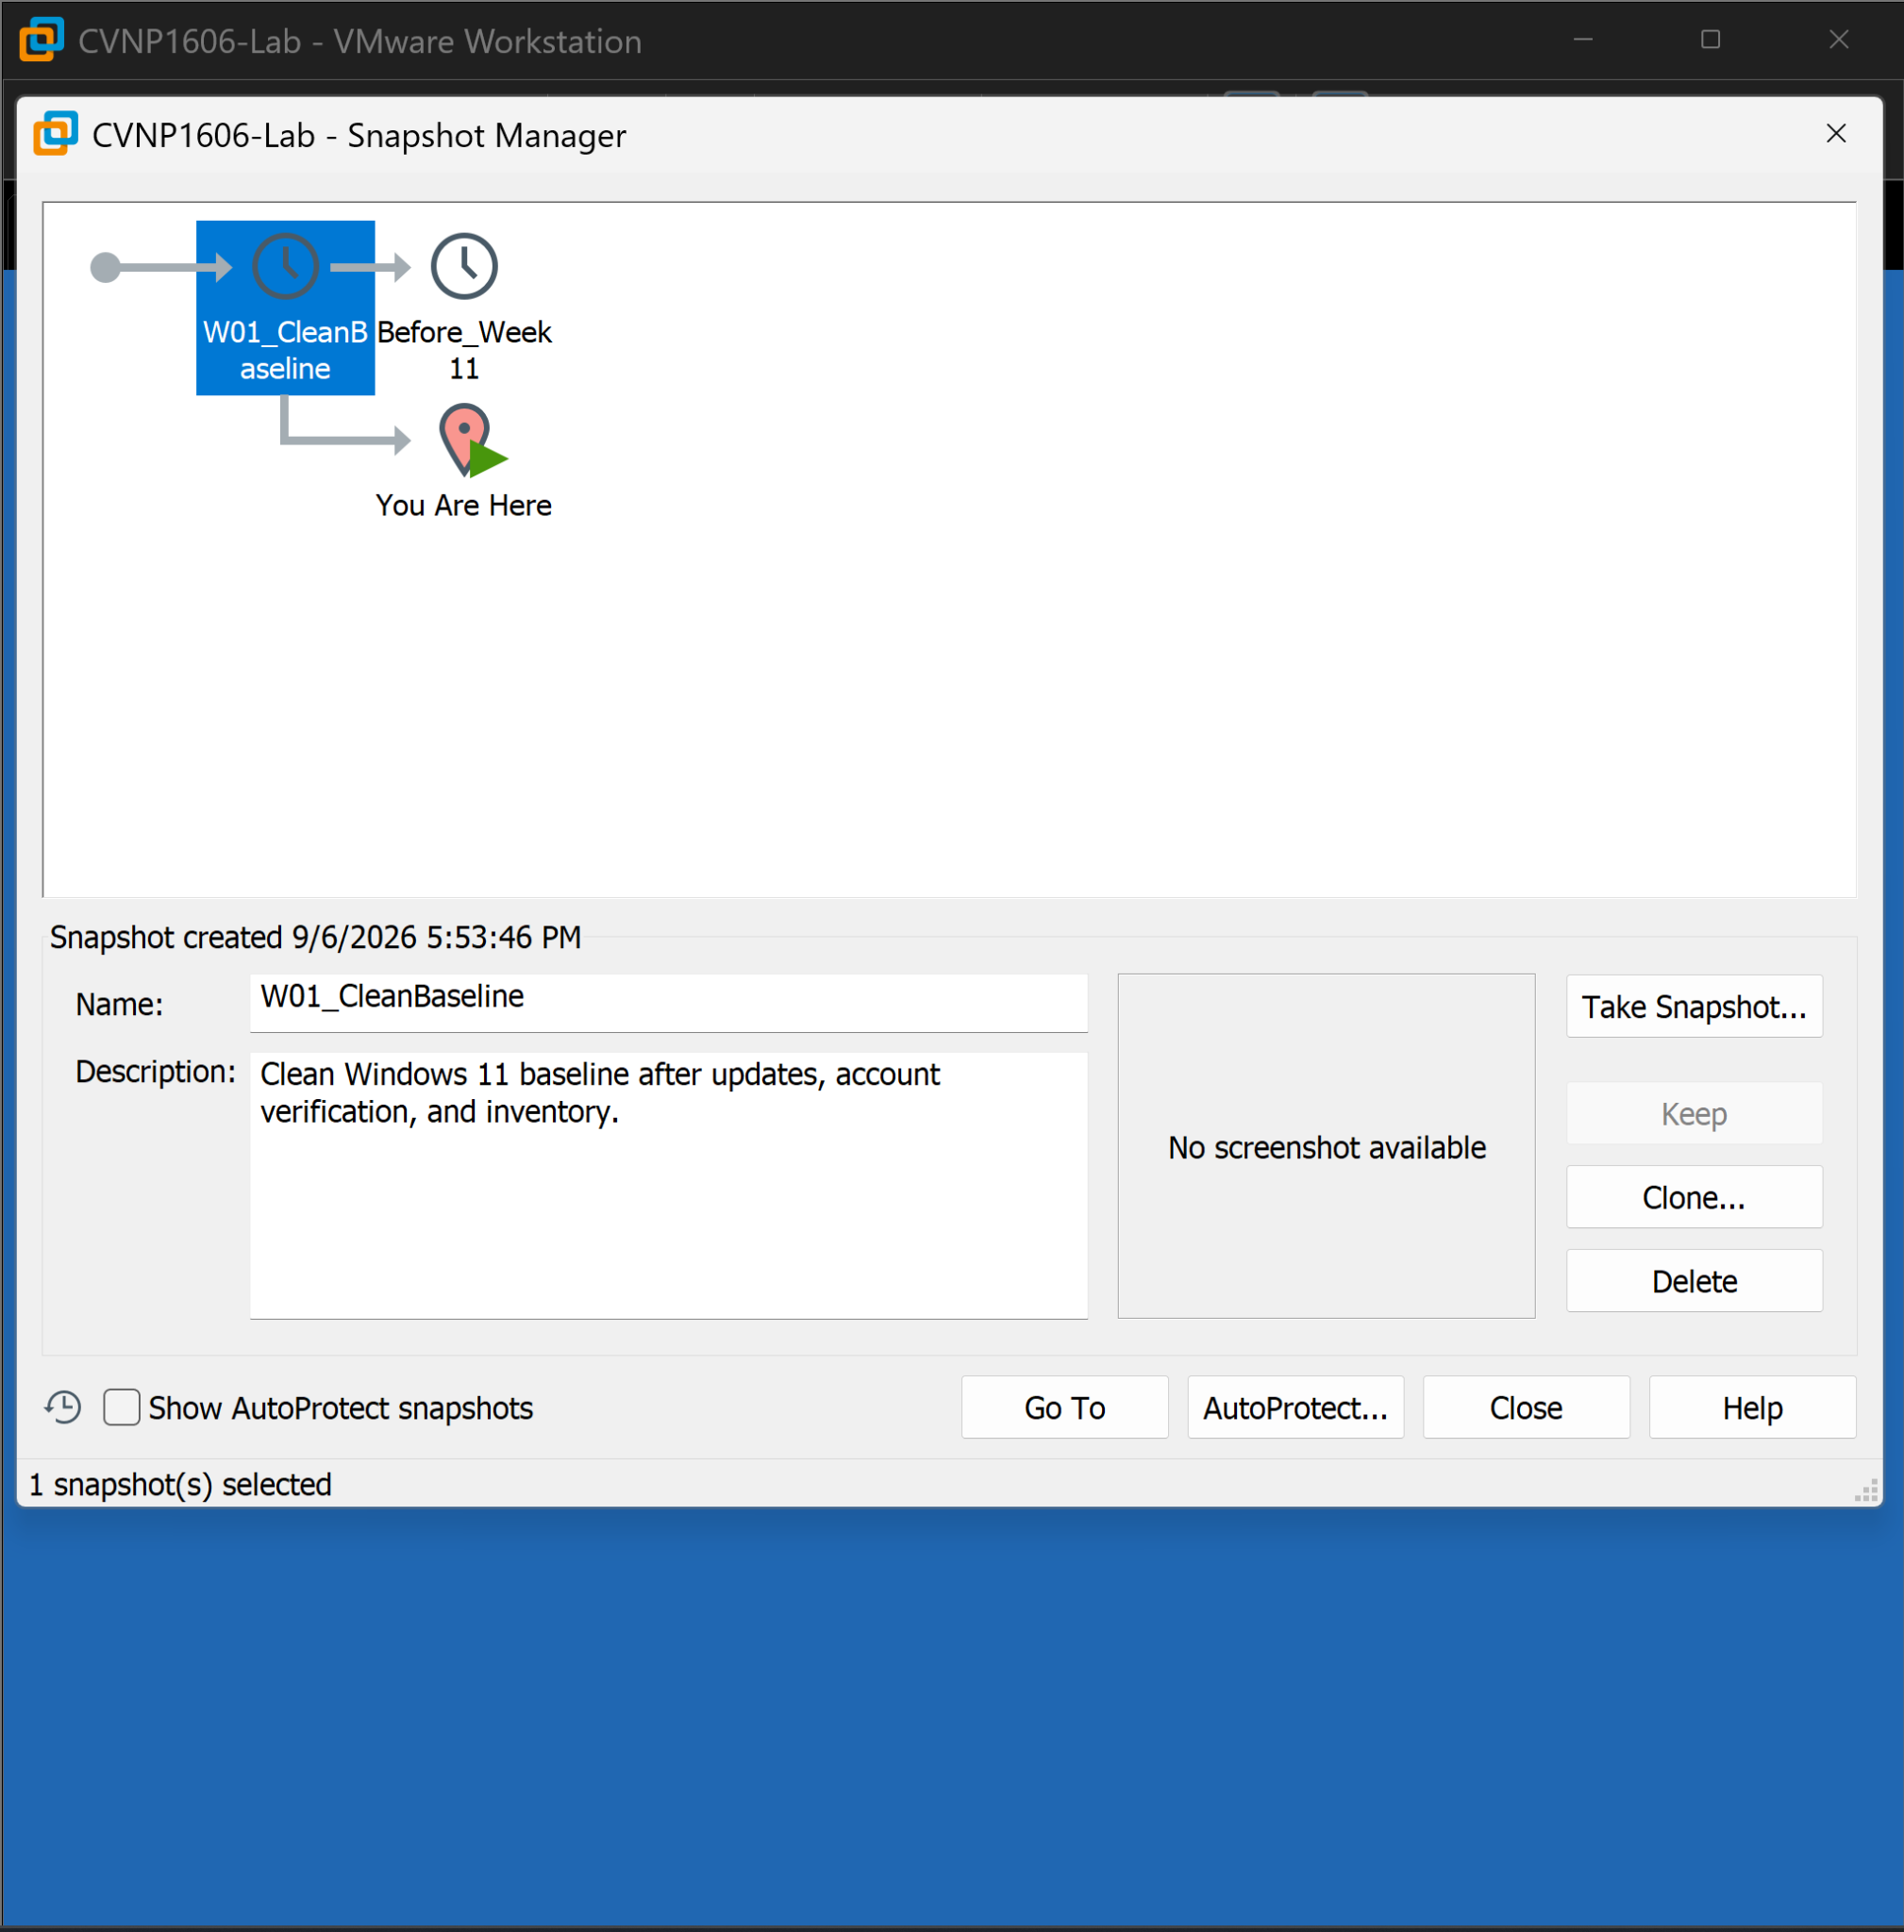 CVNP1606-Lab - VMware Workstation
CVNP1606-Lab - Snapshot Manager
W01_CleanB
aseline
Before_Week
11
You Are Here
Snapshot created 9/6/2026 5:53:46 PM
Name:
W01_CleanBaseline
Description:
Clean Windows 11 baseline after updates, account
verification, and inventory.
No screenshot available
Take Snapshot...
Keep
Clone...
Delete
Show AutoProtect snapshots
Go To
AutoProtect...
Close
Help
1 snapshot(s) selected